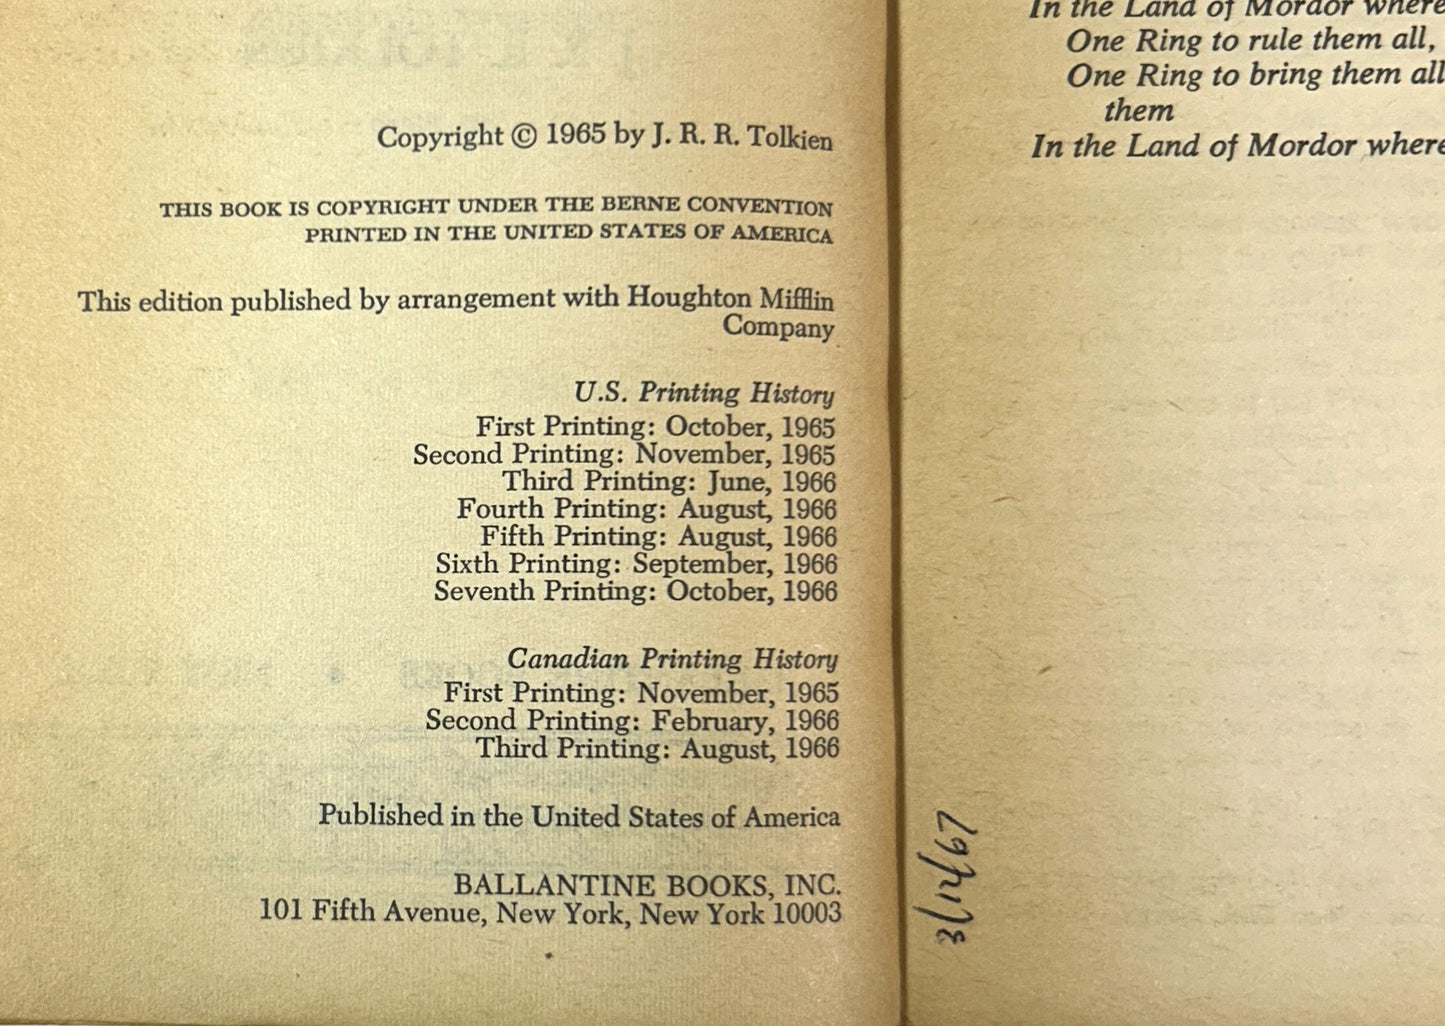 Copyright © 1965 by J. R. R. Tolkien
THIS BOOK IS COPYRIGHT UNDER THE BERNE CONVENTION
PRINTED IN THE UNITED STATES OF AMERICA
This edition published by arrangement with Houghton Mifflin
Company
U.S. Printing History
First Printing: October, 1965
Second Printing: November, 1965
Third Printing: June, 1966
Fourth Printing: August, 1966
Fifth Printing: August, 1966
Sixth Printing: September, 1966
Seventh Printing: October, 1966
Canadian Printing History
First Printing: November, 1965
Second Printing: February, 1966
Third Printing: August, 1966
Published in the United States of America
BALLANTINE BOOKS, INC.
101 Fifth Avenue, New York, New York 10003
In the Land of Mordor where
One Ring to rule them all,
One Ring to bring them all
them
In the Land of Mordor where